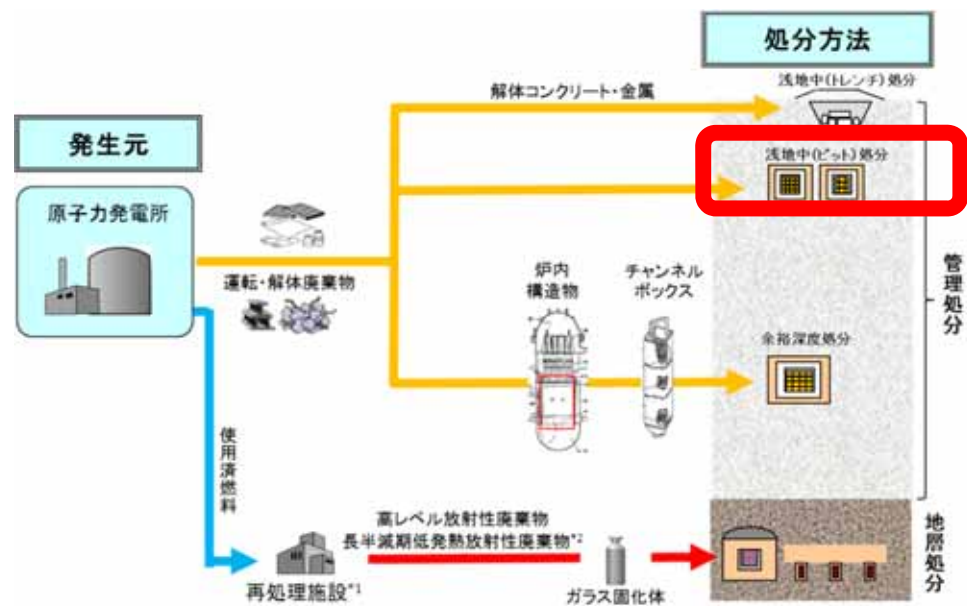 処分方法
浅地中(トレンチ)処分
解体コンクリート・金属
発生元
浅地中(ピット)処分
原子力発電所
運転・解体廃棄物
炉内
構造物
チャンネル
ボックス
管理処分
余裕深度処分
使用済燃料
高レベル放射性廃棄物
長半減期低発熱放射性廃棄物*2
地層処分
再処理施設*1
ガラス固化体